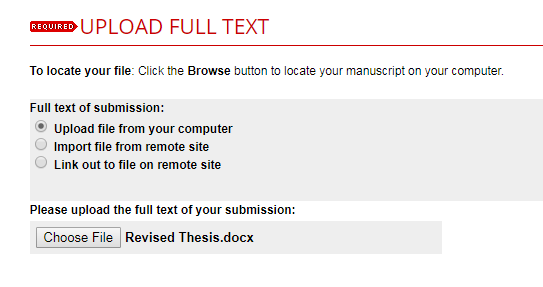 REQUIRED UPLOAD FULL TEXT
To locate your file: Click the Browse button to locate your manuscript on your computer.
Full text of submission:
Upload file from your computer
Import file from remote site
Link out to file on remote site
Please upload the full text of your submission:
Choose File Revised Thesis.docx